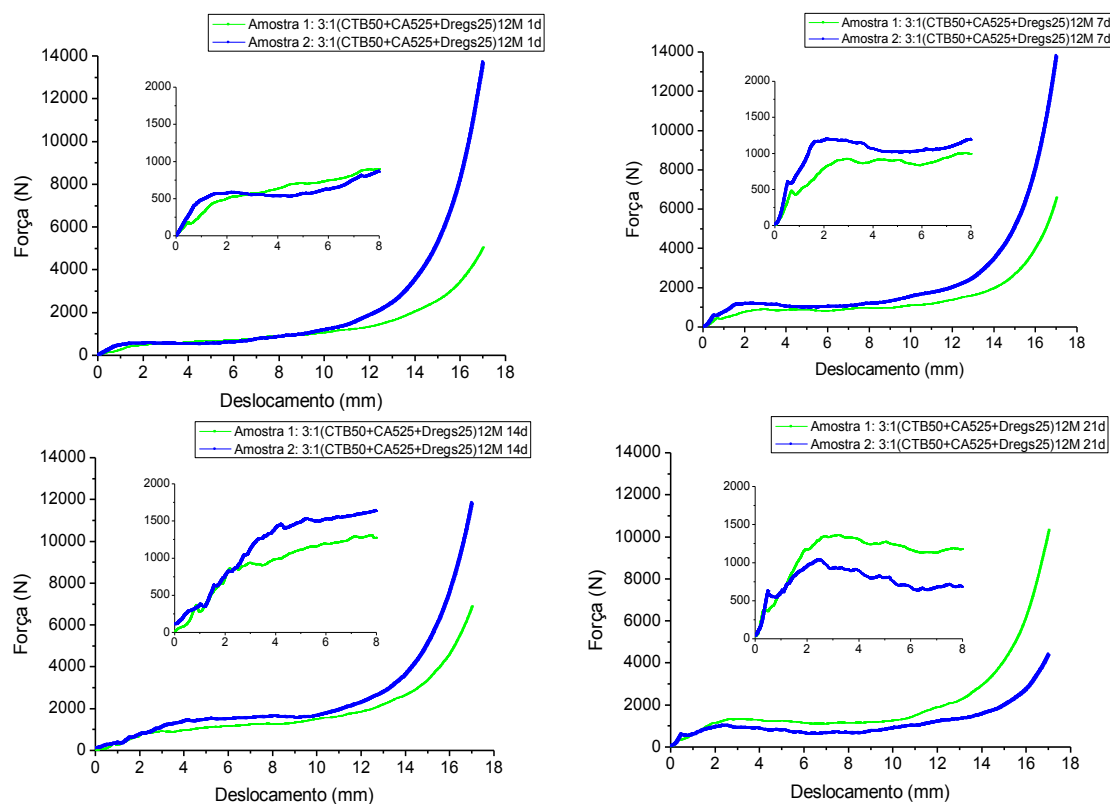 Amostra 1: 3:1(CTB50+CA525+Dregs25)12M 1d
Amostra 2: 3:1(CTB50+CA525+Dregs25)12M 1d
14000
12000
10000
8000
6000
4000
2000
0
Força (N)
2000
1500
1000
500
0
0 2 4 6 8
0 2 4 6 8 10 12 14 16 18
Deslocamento (mm)
Amostra 1: 3:1(CTB50+CA525+Dregs25)12M 7d
Amostra 2: 3:1(CTB50+CA525+Dregs25)12M 7d
14000
12000
10000
8000
6000
4000
2000
0
Força (N)
2000
1500
1000
500
0
0 2 4 6 8
0 2 4 6 8 10 12 14 16 18
Deslocamento (mm)
Amostra 1: 3:1(CTB50+CA525+Dregs25)12M 14d
Amostra 2: 3:1(CTB50+CA525+Dregs25)12M 14d
14000
12000
10000
8000
6000
4000
2000
0
Força (N)
2000
1500
1000
500
0
0 2 4 6 8
0 2 4 6 8 10 12 14 16 18
Deslocamento (mm)
Amostra 1: 3:1(CTB50+CA525+Dregs25)12M 21d
Amostra 2: 3:1(CTB50+CA525+Dregs25)12M 21d
14000
12000
10000
8000
6000
4000
2000
0
Força (N)
2000
1500
1000
500
0
0 2 4 6 8
0 2 4 6 8 10 12 14 16 18
Deslocamento (mm)